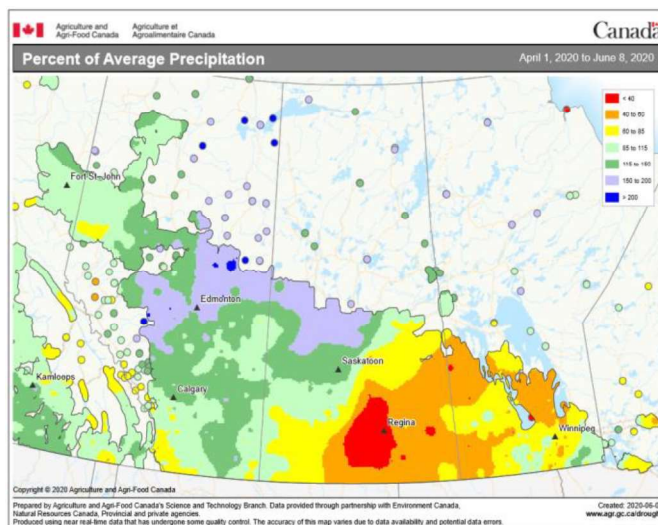 Agriculture and
Agri-Food Canada
Agriculture et
Agroalimentaire Canada
Canada
Percent of Average Precipitation
April 1, 2020 to June 8, 2020
< 40
40 to 60
60 to 85
85 to 115
115 to 150
150 to 200
> 200
Fort St-John
Edmonton
Saskatoon
Kamloops
Calgary
Regina
Winnipeg
Copyright © 2020 Agriculture and Agri-Food Canada
Prepared by Agriculture and Agri-Food Canada's Science and Technology Branch. Data provided through partnership with Environment Canada,
Natural Resources Canada, Provincial and private agencies.
Produced using near real-time data that has undergone some quality control. The accuracy of this map varies due to data availability and potential data errors.
Created: 2020-06-0
www.agr.gc.ca/drough